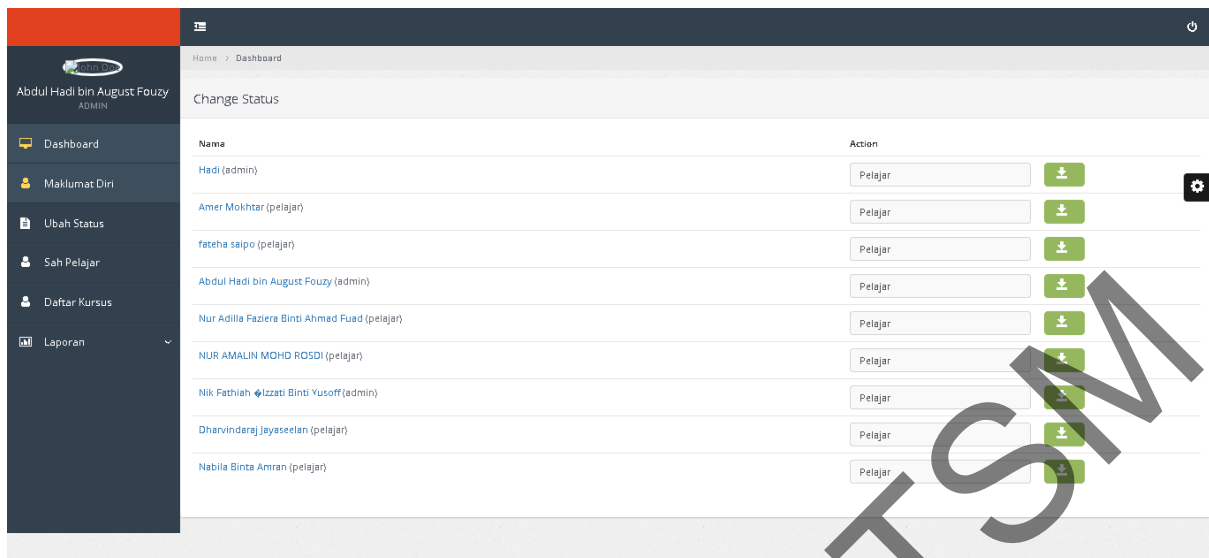 Home > Dashboard
John Do
Abdul Hadi bin August Fouzy
ADMIN
Dashboard
Maklumat Diri
Ubah Status
Sah Pelajar
Daftar Kursus
Laporan
Change Status
Nama Action
Hadi (admin) Pelajar
Amer Mokhtar (pelajar) Pelajar
fateha saipo (pelajar) Pelajar
Abdul Hadi bin August Fouzy (admin) Pelajar
Nur Adilla Faziera Binti Ahmad Fuad (pelajar) Pelajar
NUR AMALIN MOHD ROSDI (pelajar) Pelajar
Nik Fathiah �Izzati Binti Yusoff (admin) Pelajar
Dharvindaraj Jayaseelan (pelajar) Pelajar
Nabila Binta Amran (pelajar) Pelajar
TSM